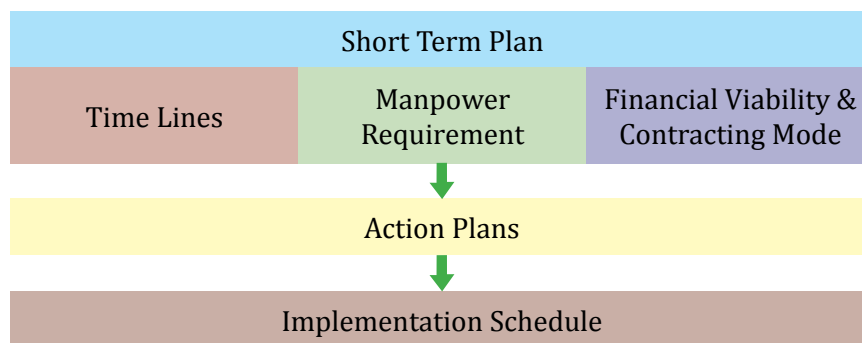 Short Term Plan
Time Lines
Manpower
Requirement
Financial Viability &
Contracting Mode
Action Plans
Implementation Schedule